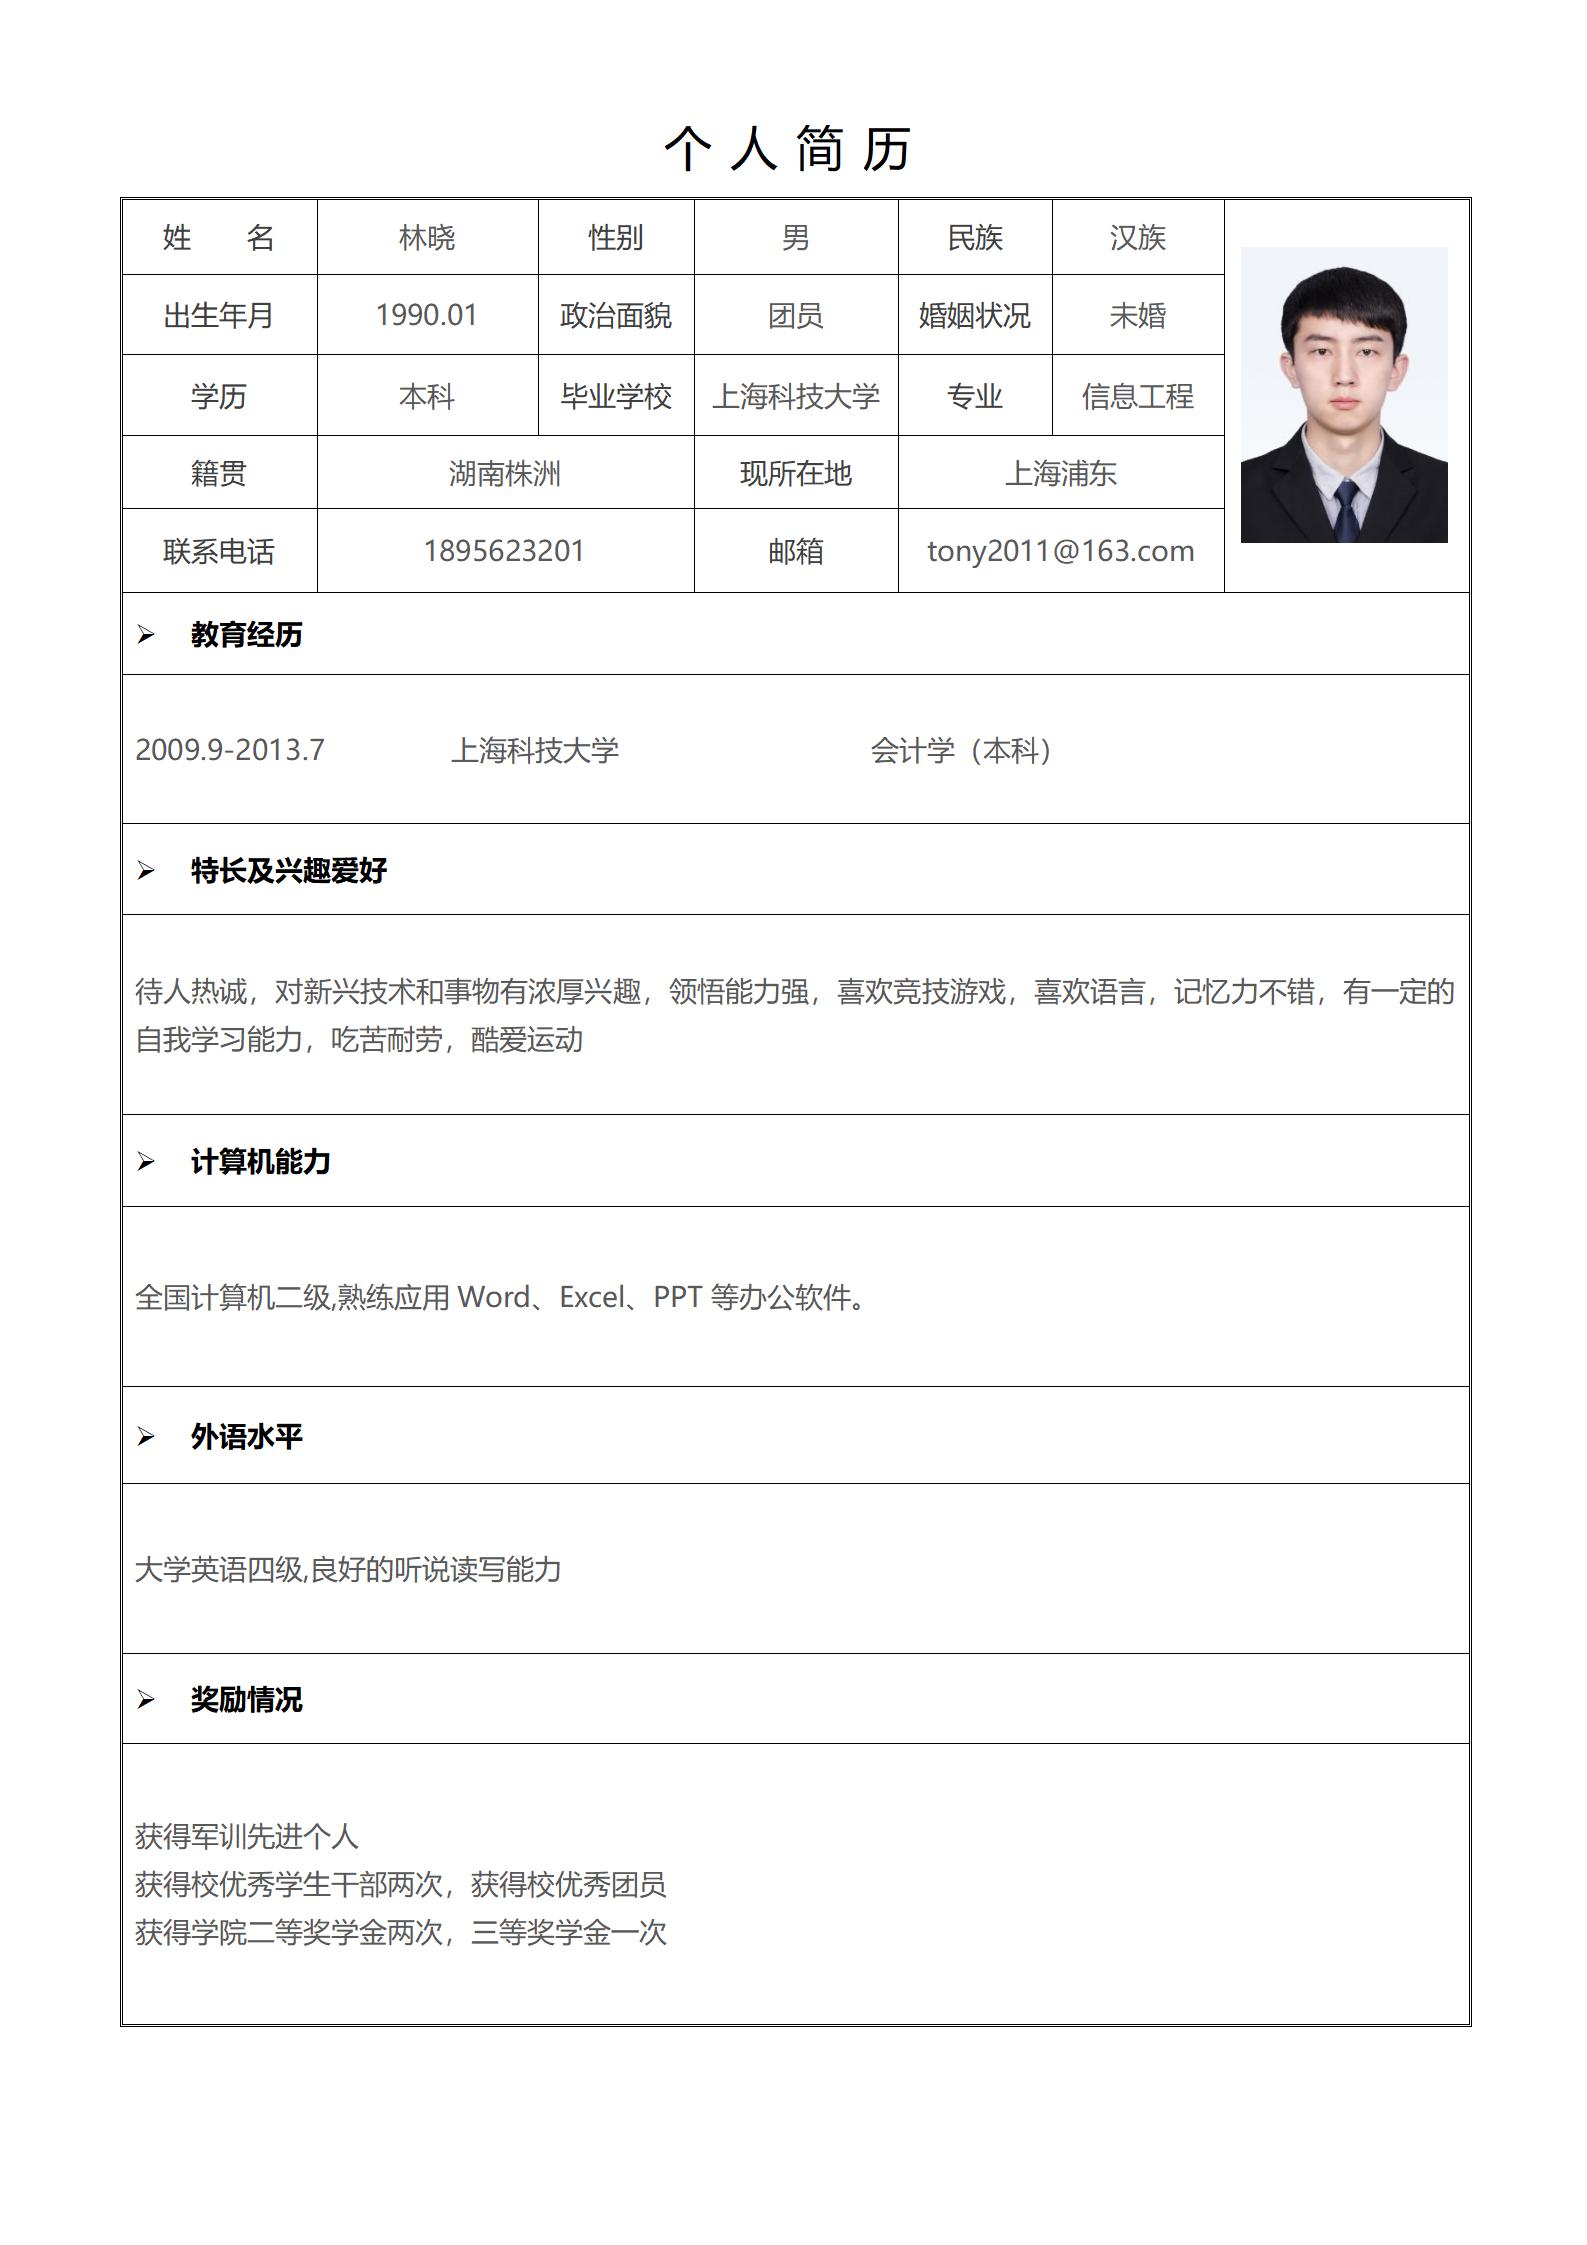 个人简历
姓　　名 林晓 性别 男 民族 汉族
出生年月 1990.01 政治面貌 团员 婚姻状况 未婚
学历 本科 毕业学校 上海科技大学 专业 信息工程
籍贯 湖南株洲 现所在地 上海浦东
联系电话 1895623201 邮箱 tony2011@163.com
➢ 教育经历
2009.9-2013.7 上海科技大学 会计学（本科）
➢ 特长及兴趣爱好
待人热诚，对新兴技术和事物有浓厚兴趣，领悟能力强，喜欢竞技游戏，喜欢语言，记忆力不错，有一定的
自我学习能力，吃苦耐劳，酷爱运动
➢ 计算机能力
全国计算机二级,熟练应用 Word、Excel、PPT 等办公软件。
➢ 外语水平
大学英语四级,良好的听说读写能力
➢ 奖励情况
获得军训先进个人
获得校优秀学生干部两次，获得校优秀团员
获得学院二等奖学金两次，三等奖学金一次